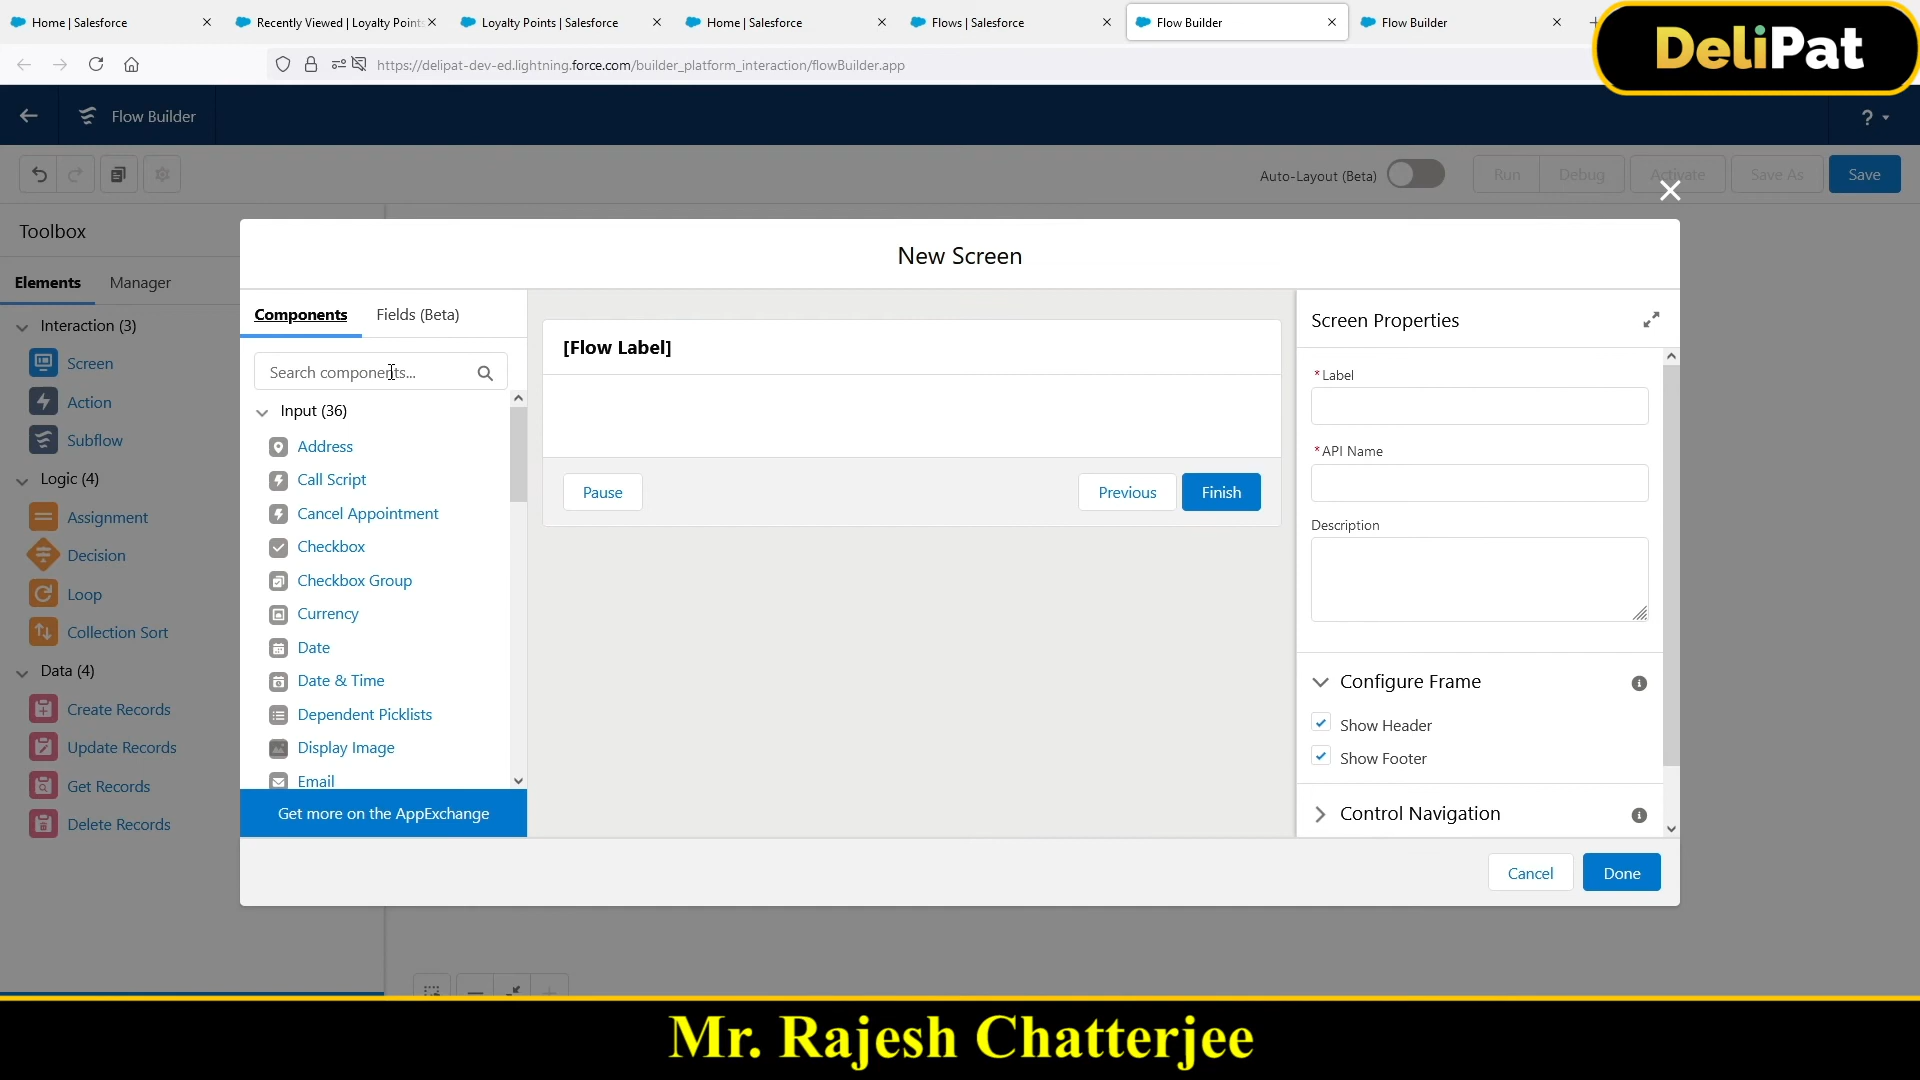 Home | Salesforce
Recently Viewed | Loyalty Points
Loyalty Points | Salesforce
Home | Salesforce
Flows | Salesforce
Flow Builder
Flow Builder
DeliPat
https://delipat-dev-ed.lightning.force.com/builder_platform_interaction/flowBuilder.app
Flow Builder
?
Auto-Layout (Beta)
Run
Debug
Activate
Save As
Save
Toolbox
Elements
Manager
Interaction (3)
Screen
Action
Subflow
Logic (4)
Assignment
Decision
Loop
Collection Sort
Data (4)
Create Records
Update Records
Get Records
Delete Records
New Screen
Components
Fields (Beta)
Search components...
Input (36)
Address
Call Script
Cancel Appointment
Checkbox
Checkbox Group
Currency
Date
Date & Time
Dependent Picklists
Display Image
Email
Get more on the AppExchange
[Flow Label]
Pause
Previous
Finish
Screen Properties
*Label
*API Name
Description
Configure Frame
Show Header
Show Footer
Control Navigation
Cancel
Done
Mr. Rajesh Chatterjee